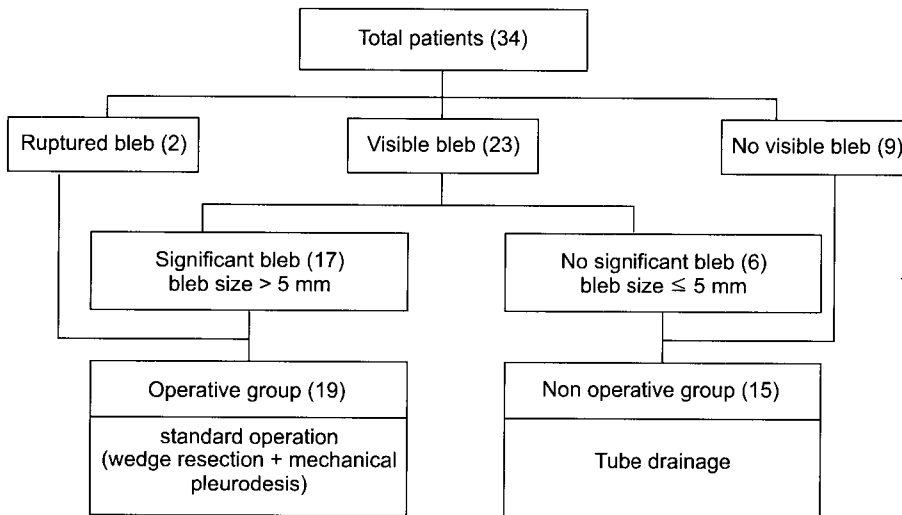 Total patients (34)
Ruptured bleb (2)
Visible bleb (23)
No visible bleb (9)
Significant bleb (17)
bleb size > 5 mm
No significant bleb (6)
bleb size ≤ 5 mm
Operative group (19)
Non operative group (15)
standard operation
(wedge resection + mechanical
pleurodesis)
Tube drainage